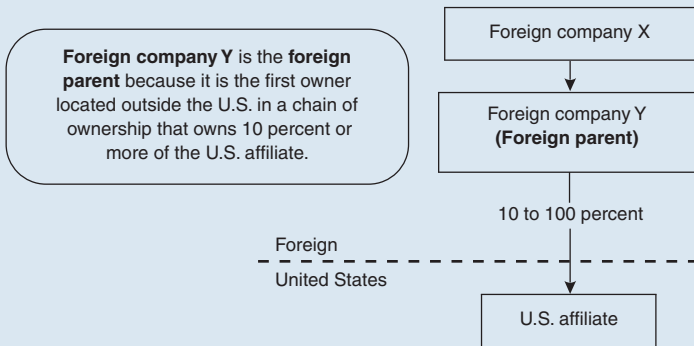 Foreign company Y is the foreign
parent because it is the first owner
located outside the U.S. in a chain of
ownership that owns 10 percent or
more of the U.S. affiliate.
Foreign company X
Foreign company Y
(Foreign parent)
10 to 100 percent
Foreign
United States
U.S. affiliate